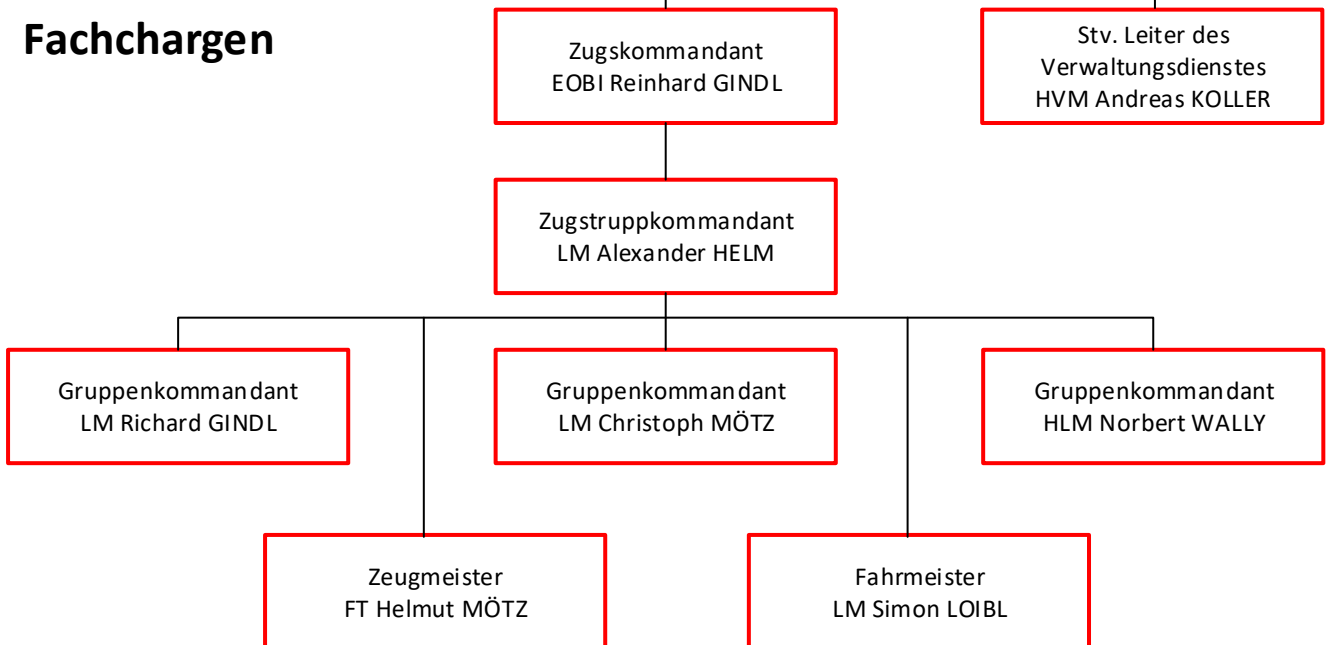 Fachchargen
Zugskommandant
EOBI Reinhard GINDL
Stv. Leiter des
Verwaltungsdienstes
HVM Andreas KOLLER
Zugstruppkommandant
LM Alexander HELM
Gruppenkommandant
LM Richard GINDL
Gruppenkommandant
LM Christoph MÖTZ
Gruppenkommandant
HLM Norbert WALLY
Zeugmeister
FT Helmut MÖTZ
Fahrmeister
LM Simon LOIBL